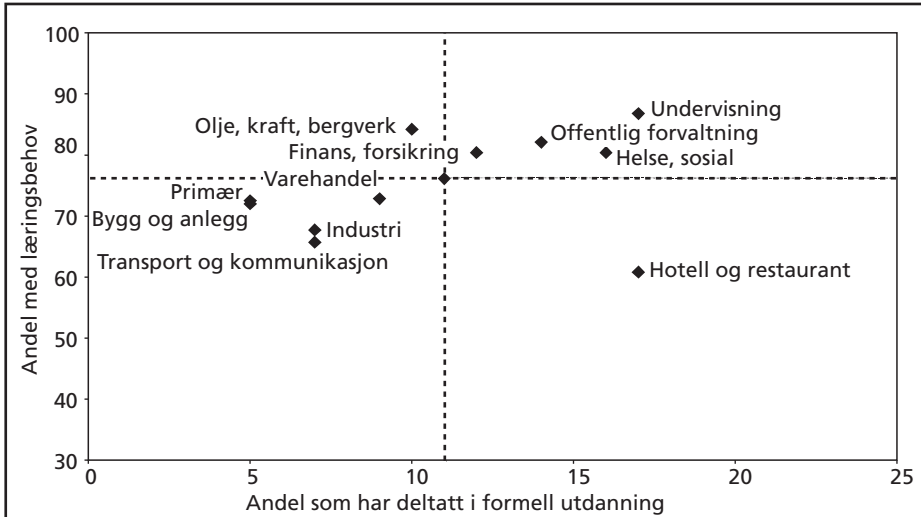 Andel med læringsbehov
100
90
80
70
60
50
40
30
Undervisning
Olje, kraft, bergverk
Offentlig forvaltning
Finans, forsikring
Helse, sosial
Varehandel
Primær
Bygg og anlegg
Industri
Transport og kommunikasjon
Hotell og restaurant
0 5 10 15 20 25
Andel som har deltatt i formell utdanning